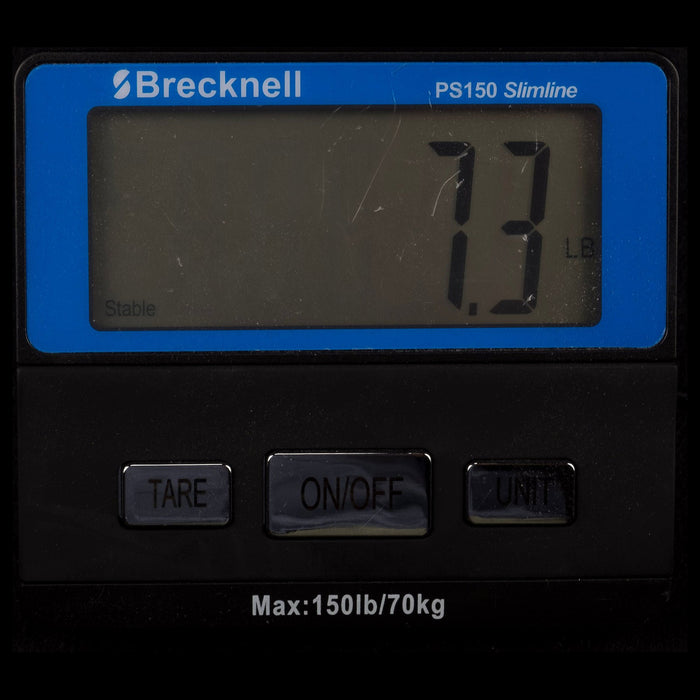 Brecknell PS150 Slimline
7.3 LB
Stable
TARE ON/OFF UNIT
Max:150lb/70kg